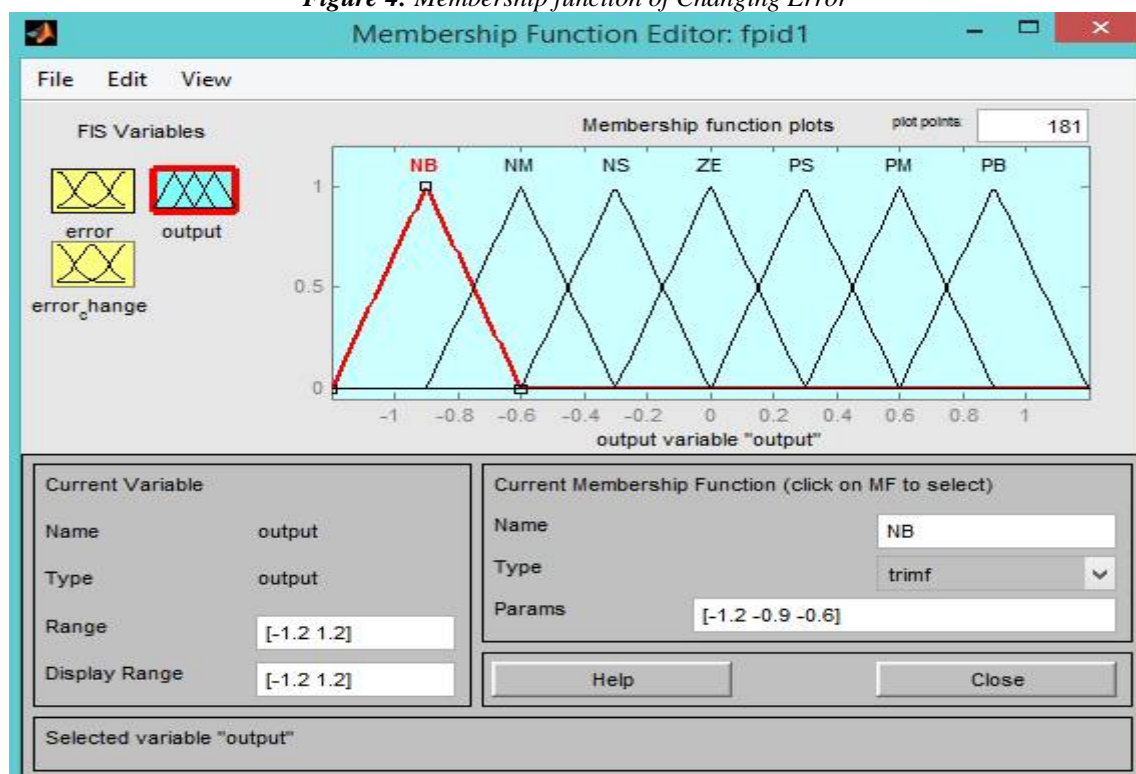 Figure 4: Membership function of Changing Error
Membership Function Editor: fpid1
File Edit View
FIS Variables
Membership function plots
plot points:
181
error
output
error_change
NB NM NS ZE PS PM PB
1
0.5
0
-1 -0.8 -0.6 -0.4 -0.2 0 0.2 0.4 0.6 0.8 1
output variable "output"
Current Variable
Name output
Type output
Range [-1.2 1.2]
Display Range [-1.2 1.2]
Current Membership Function (click on MF to select)
Name NB
Type trimf
Params [-1.2 -0.9 -0.6]
Help Close
Selected variable "output"